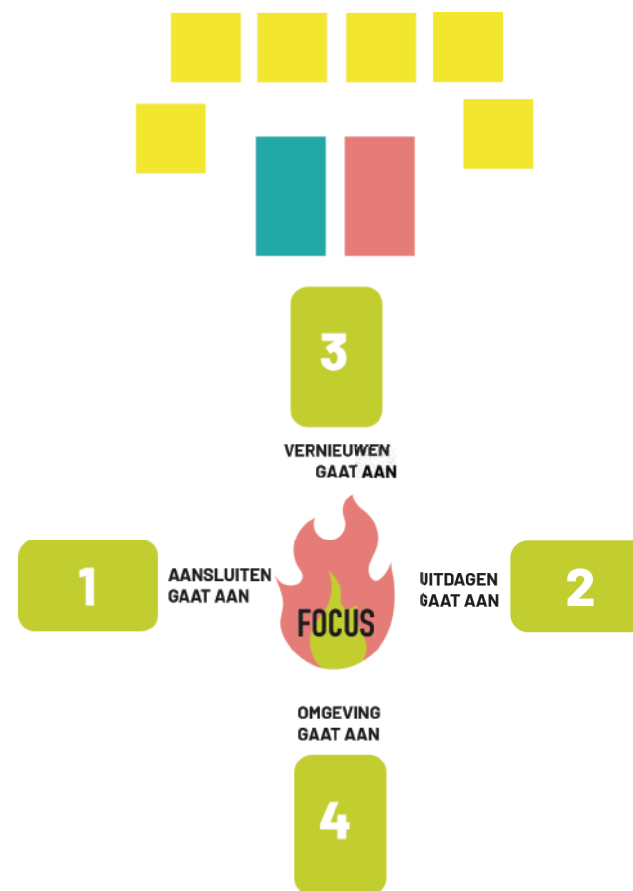 3
VERNIEUWEN
GAAT AAN
1
AANSLUITEN
GAAT AAN
FOCUS
UITDAGEN
GAAT AAN
2
OMGEVING
GAAT AAN
4